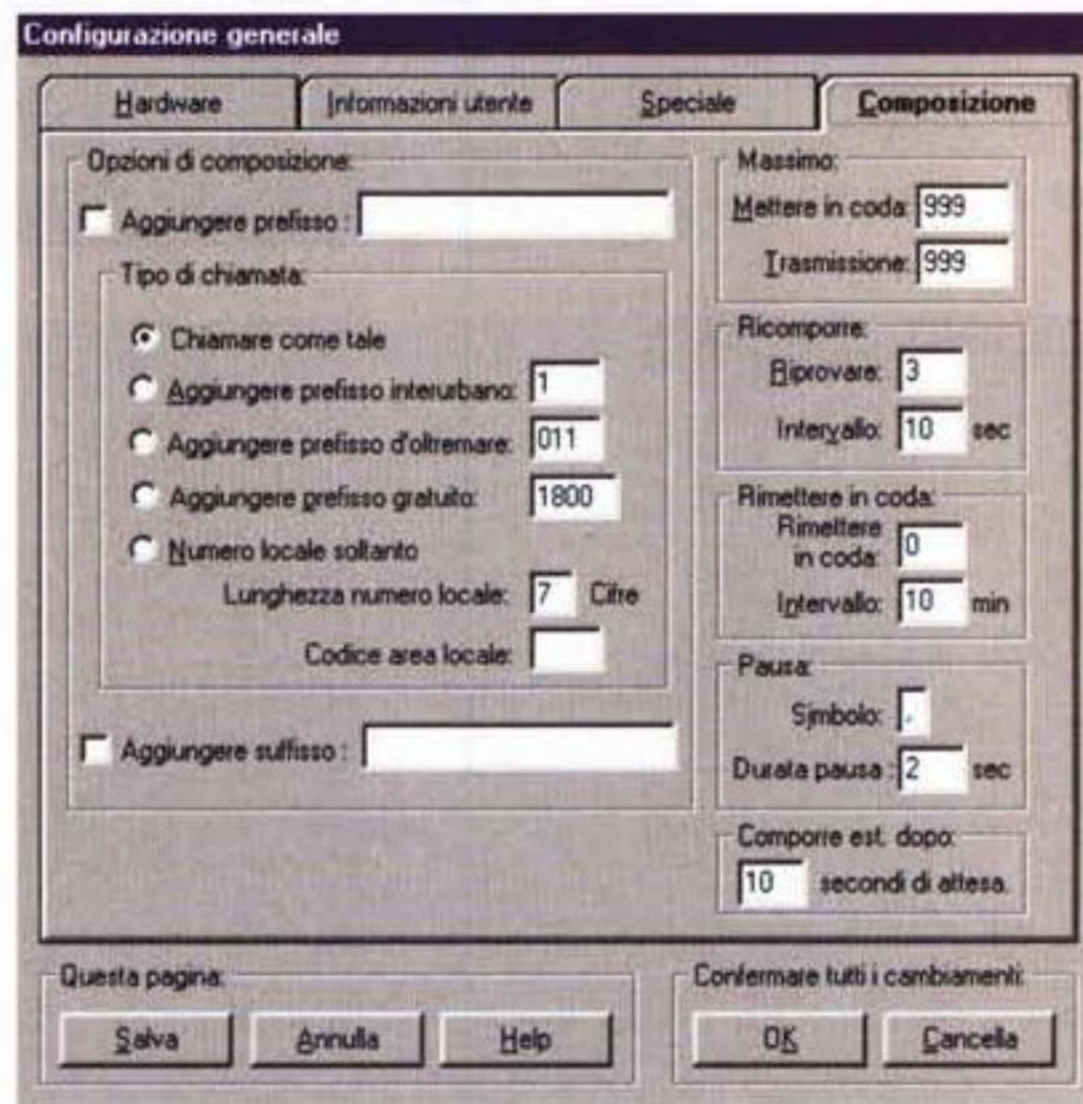 Configurazione generale
Hardware
Informazioni utente
Speciale
Composizione
Opzioni di composizione:
Aggiungere prefisso :
Tipo di chiamata:
Chiamare come tale
Aggiungere prefisso interurbano: 1
Aggiungere prefisso d'oltremare: 011
Aggiungere prefisso gratuito: 1800
Numero locale soltanto
Lunghezza numero locale: 7 Cifre
Codice area locale:
Aggiungere suffisso :
Massimo:
Mettere in coda: 999
Trasmissione: 999
Ricomporre:
Riprovare: 3
Intervallo: 10 sec
Rimettere in coda:
Rimettere
in coda: 0
Intervallo: 10 min
Pausa:
Simbolo:
Durata pausa : 2 sec
Comporre est. dopo:
10 secondi di attesa.
Questa pagina:
Salva
Annulla
Help
Confermare tutti i cambiamenti:
OK
Cancella